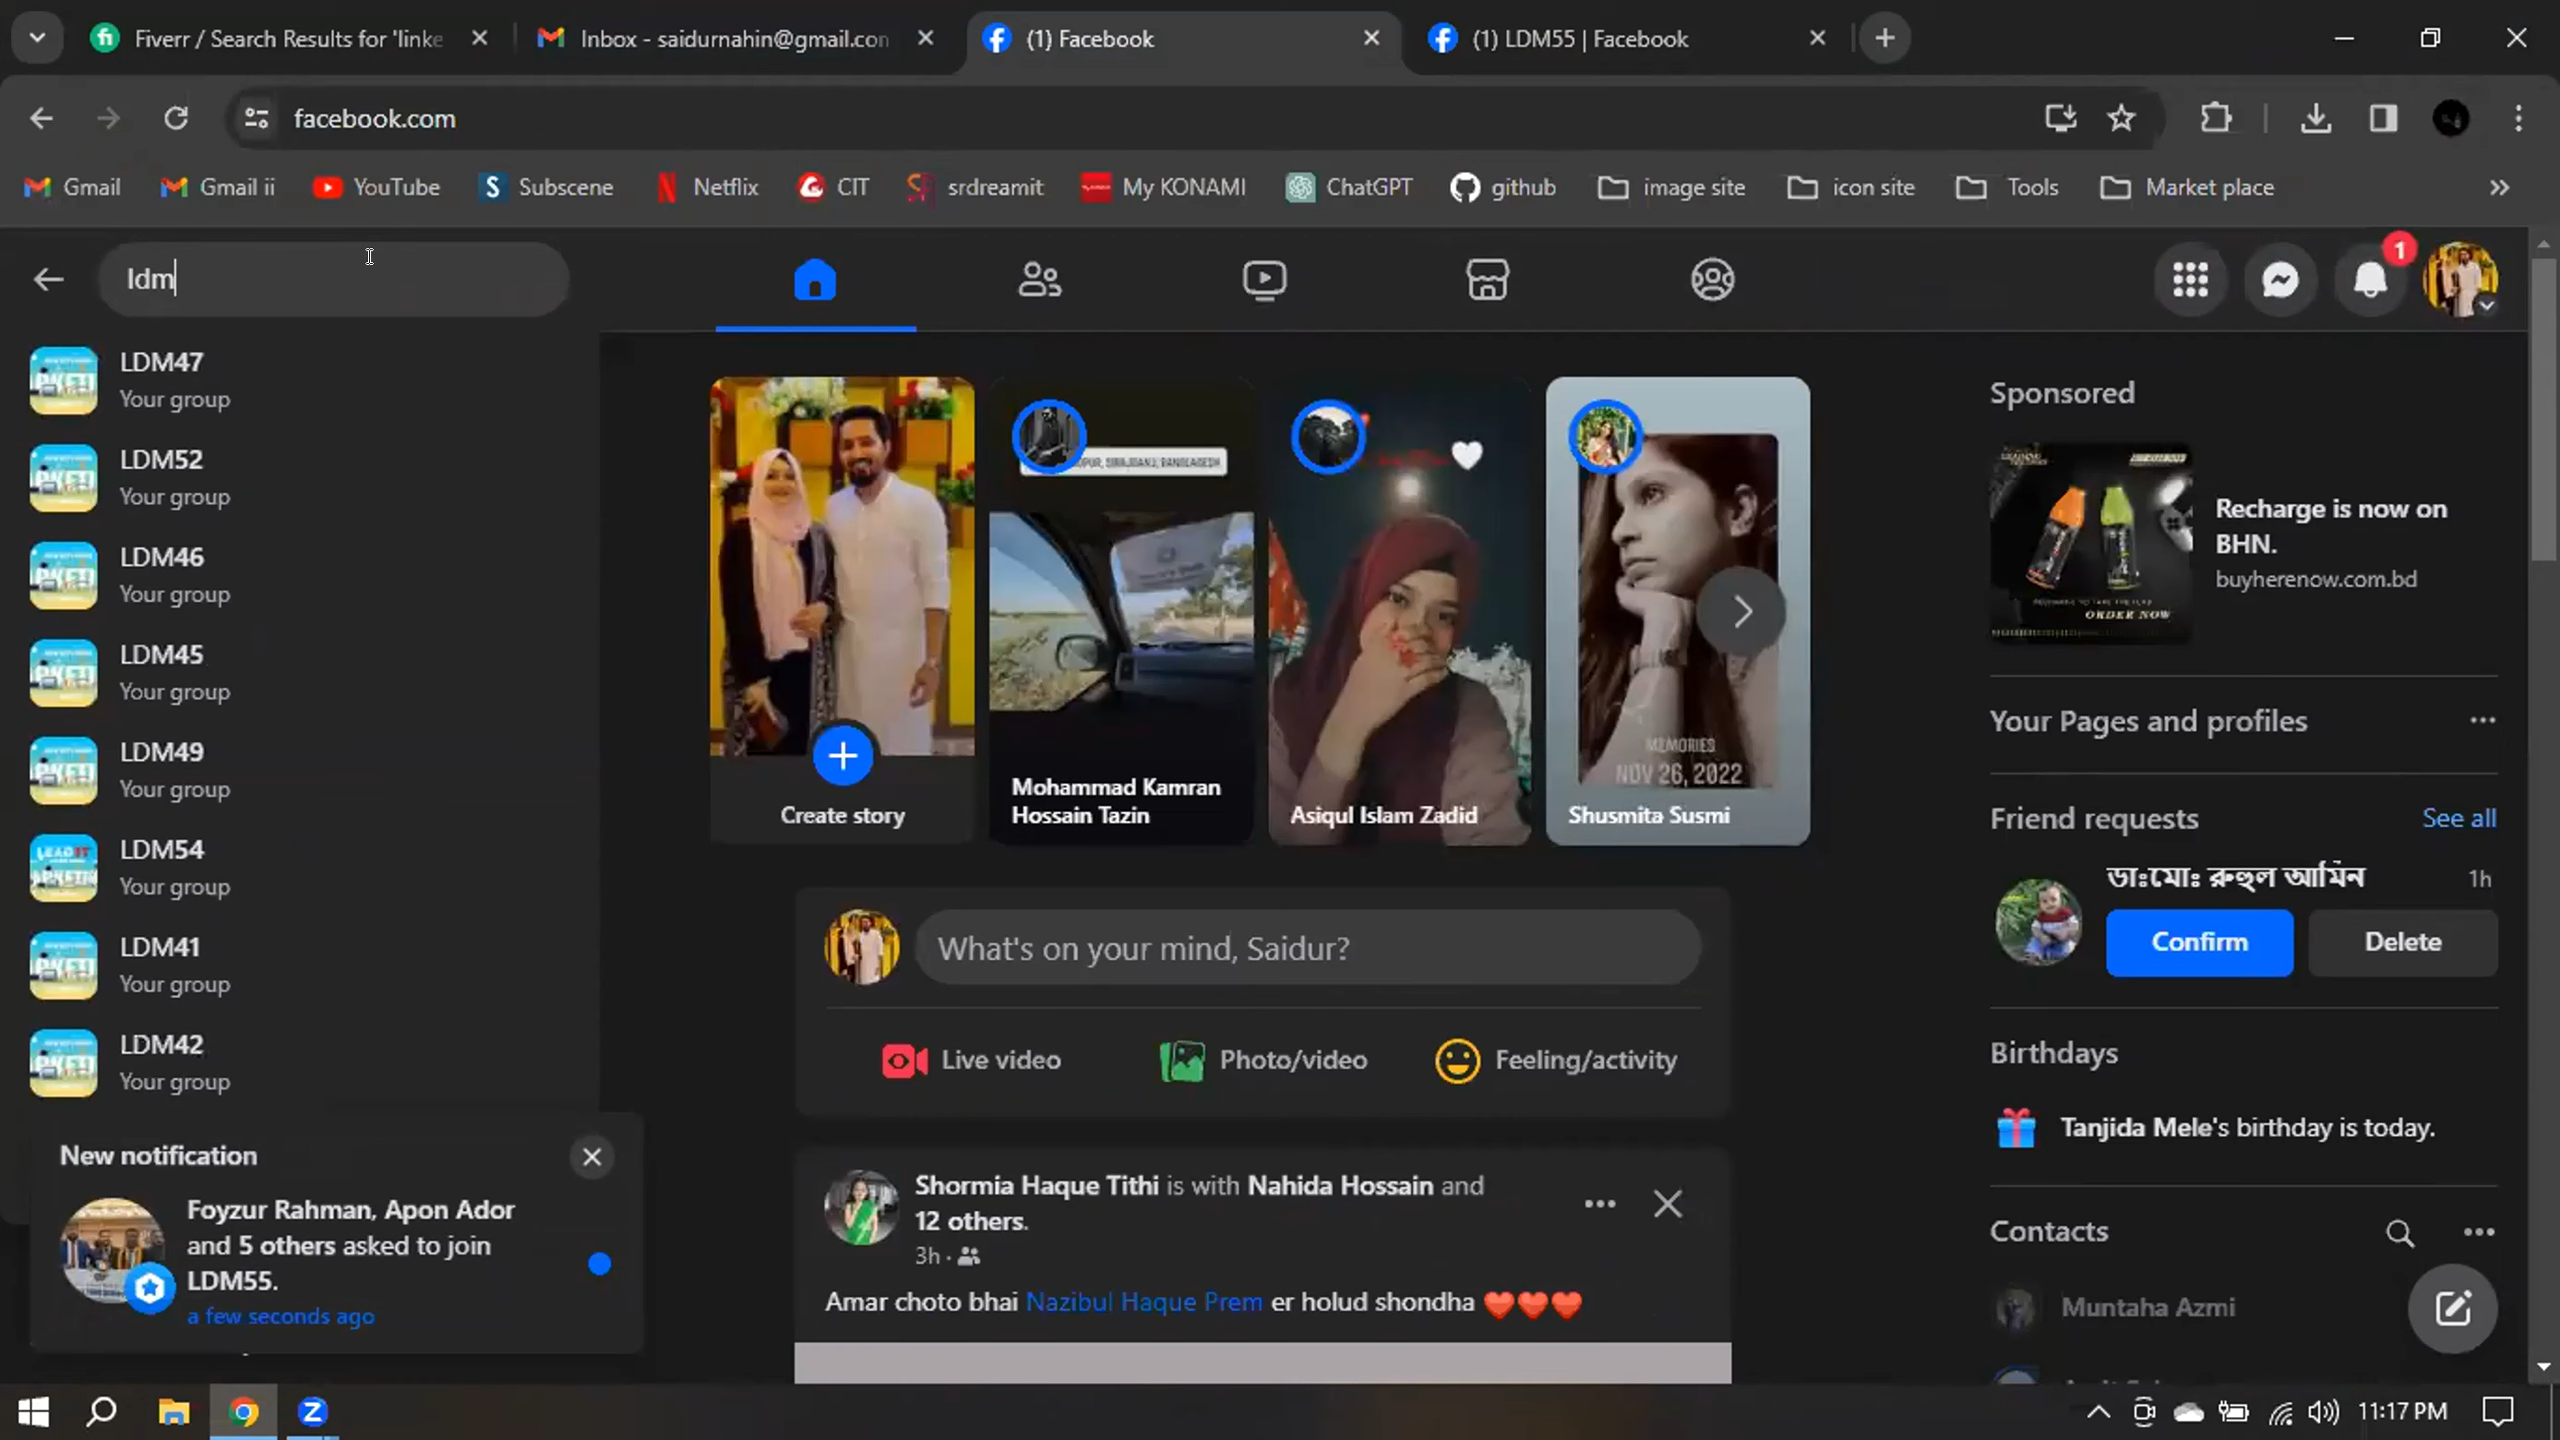 Fiverr / Search Results for 'linke
Inbox - saidurnahin@gmail.con
(1) Facebook
(1) LDM55 | Facebook
facebook.com
Gmail
Gmail ii
YouTube
Subscene
Netflix
CIT
srdreamit
My KONAMI
ChatGPT
github
image site
icon site
Tools
Market place
ldm
1
LDM47
Your group
LDM52
Your group
LDM46
Your group
LDM45
Your group
LDM49
Your group
LDM54
Your group
LDM41
Your group
LDM42
Your group
New notification
Foyzur Rahman, Apon Ador
and 5 others asked to join
LDM55.
a few seconds ago
Create story
Mohammad Kamran
Hossain Tazin
Asiqul Islam Zadid
MEMORIES
NOV 26, 2022
Shusmita Susmi
What's on your mind, Saidur?
Live video
Photo/video
Feeling/activity
Shormia Haque Tithi is with Nahida Hossain and
12 others.
3h
Amar choto bhai Nazibul Haque Prem er holud shondha
Sponsored
ORDER NOW
Recharge is now on
BHN.
buyherenow.com.bd
Your Pages and profiles
Friend requests
See all
ডাঃমোঃ রুহুল আমিন
1h
Confirm
Delete
Birthdays
Tanjida Mele's birthday is today.
Contacts
Muntaha Azmi
11:17 PM